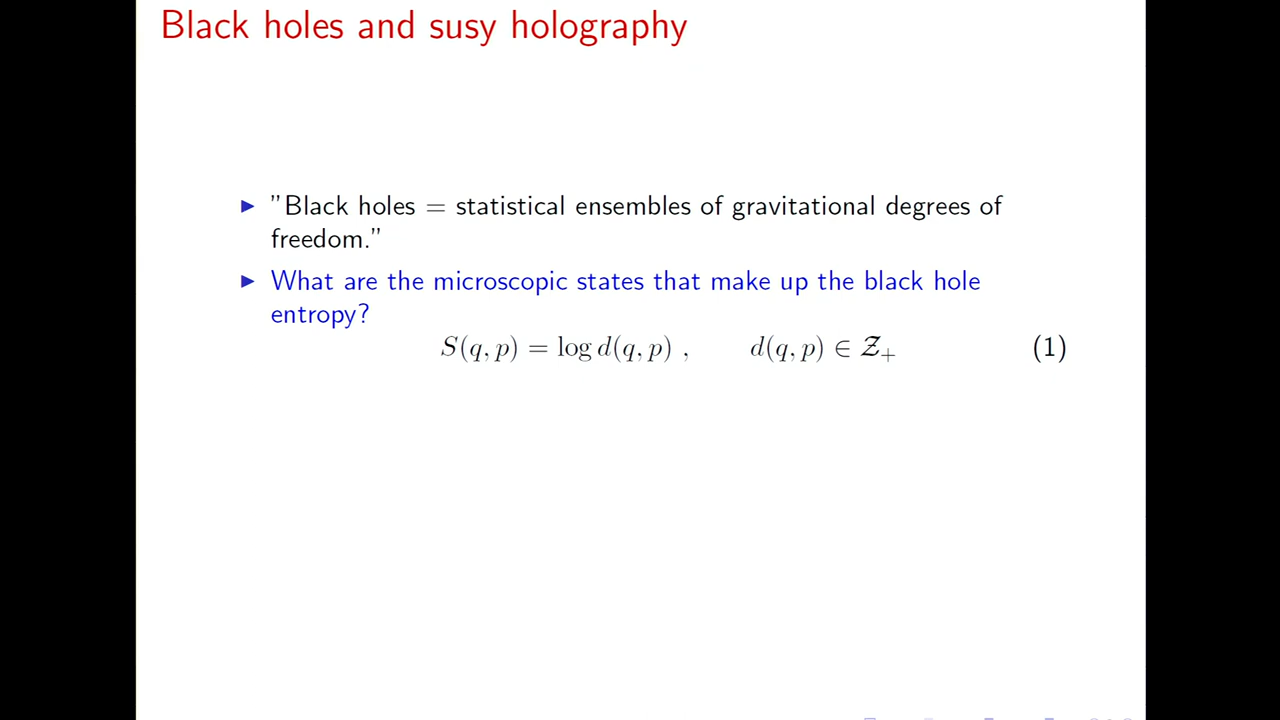 Black holes and susy holography
▶ ”Black holes = statistical ensembles of gravitational degrees of
freedom.”
▶ What are the microscopic states that make up the black hole
entropy?
S(q, p) = log d(q, p) , d(q, p) ∈ 𝒵₊ (1)